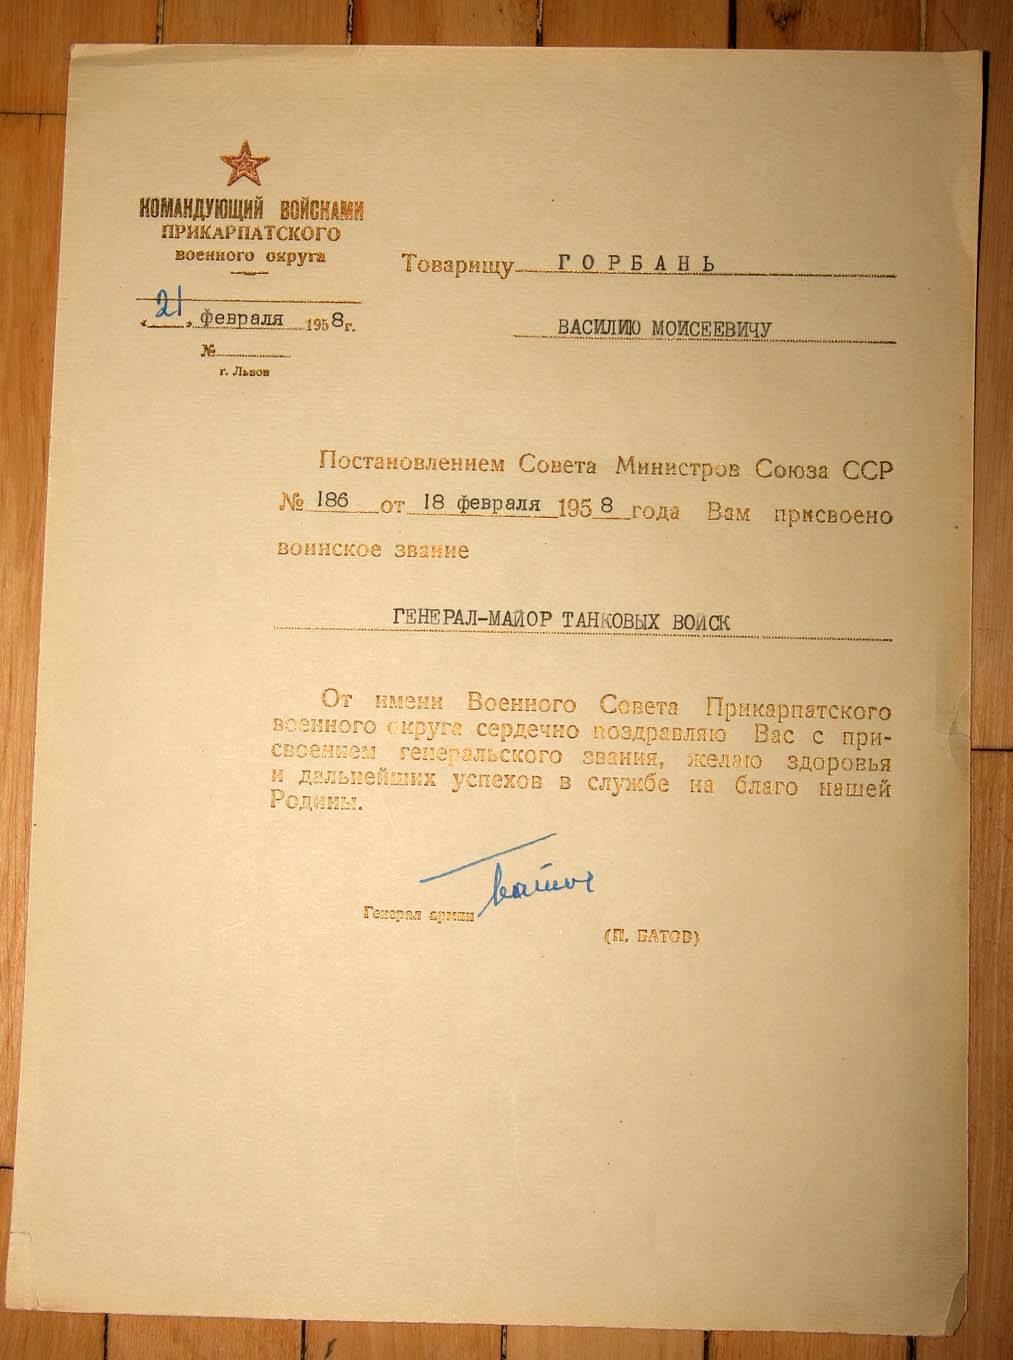 КОМАНДУЮЩИЙ ВОЙСКАМИ
ПРИКАРПАТСКОГО
военного округа
«21» февраля 1958г.
№
г. Львов
Товарищу ГОРБАНЬ
ВАСИЛИЮ МОИСЕЕВИЧУ
Постановлением Совета Министров Союза ССР
№ 186 от 18 февраля 1958 года Вам присвоено
воинское звание
ГЕНЕРАЛ-МАЙОР ТАНКОВЫХ ВОЙСК
От имени Военного Совета Прикарпатского
военного округа сердечно поздравляю Вас с при-
своением генеральского звания, желаю здоровья
и дальнейших успехов в службе на благо нашей
Родины.
Батов
Генерал армии
(П. БАТОВ)